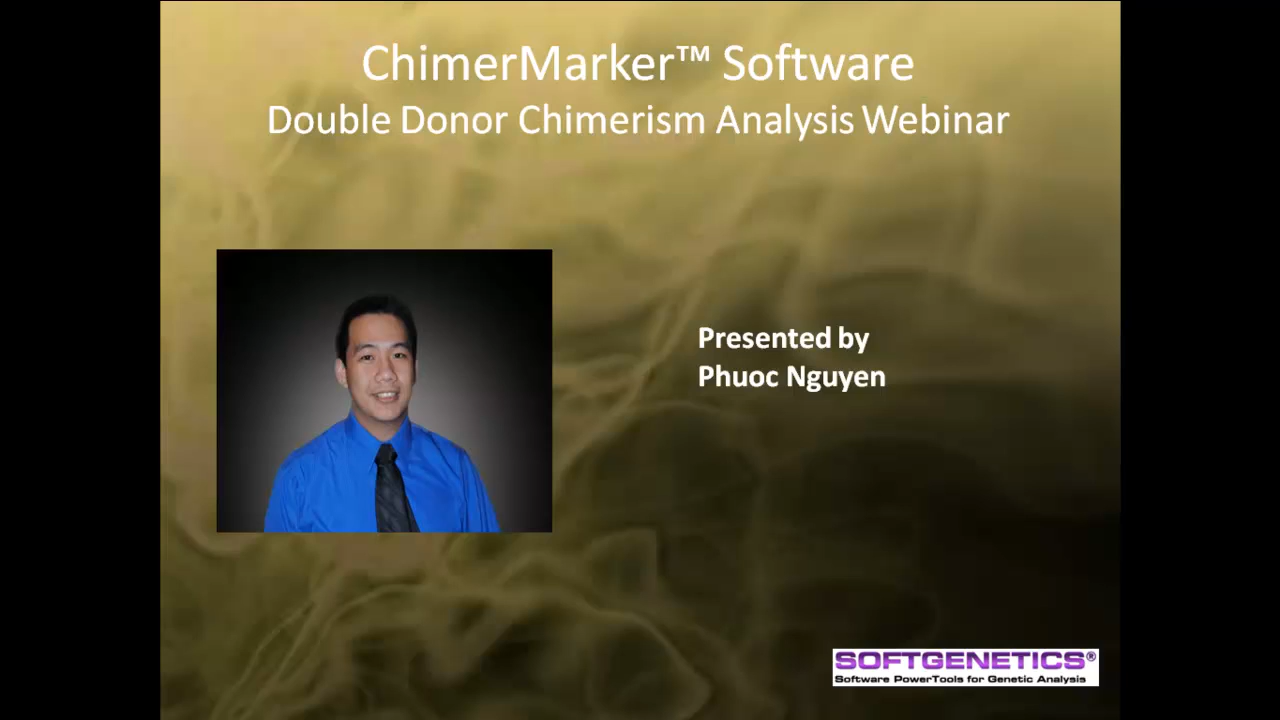 ChimerMarker™ Software
Double Donor Chimerism Analysis Webinar
Presented by
Phuoc Nguyen
SOFTGENETICS®
Software PowerTools for Genetic Analysis